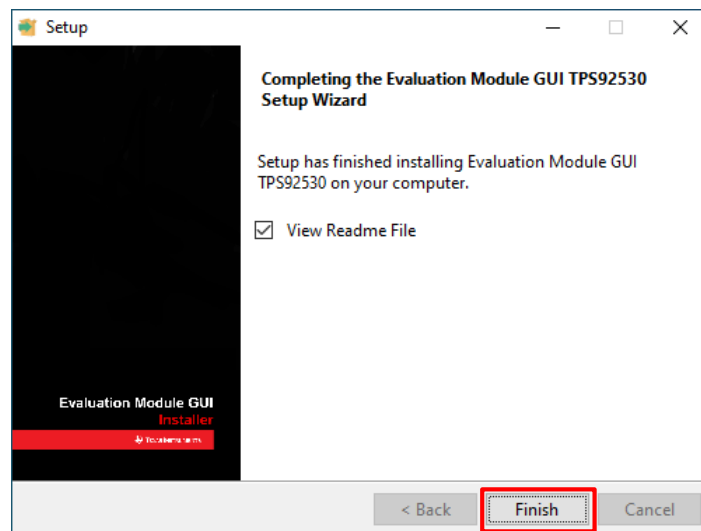 Setup
Completing the Evaluation Module GUI TPS92530
Setup Wizard
Setup has finished installing Evaluation Module GUI
TPS92530 on your computer.
View Readme File
Evaluation Module GUI
Installer
< Back
Finish
Cancel